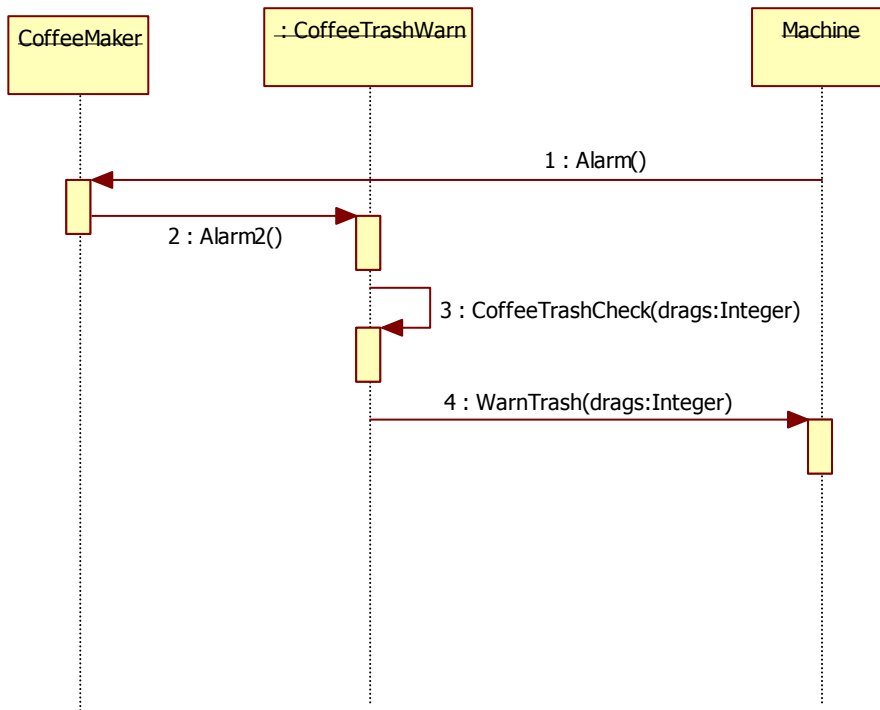 CoffeeMaker
: CoffeeTrashWarn
Machine
1 : Alarm()
2 : Alarm2()
3 : CoffeeTrashCheck(drags:Integer)
4 : WarnTrash(drags:Integer)